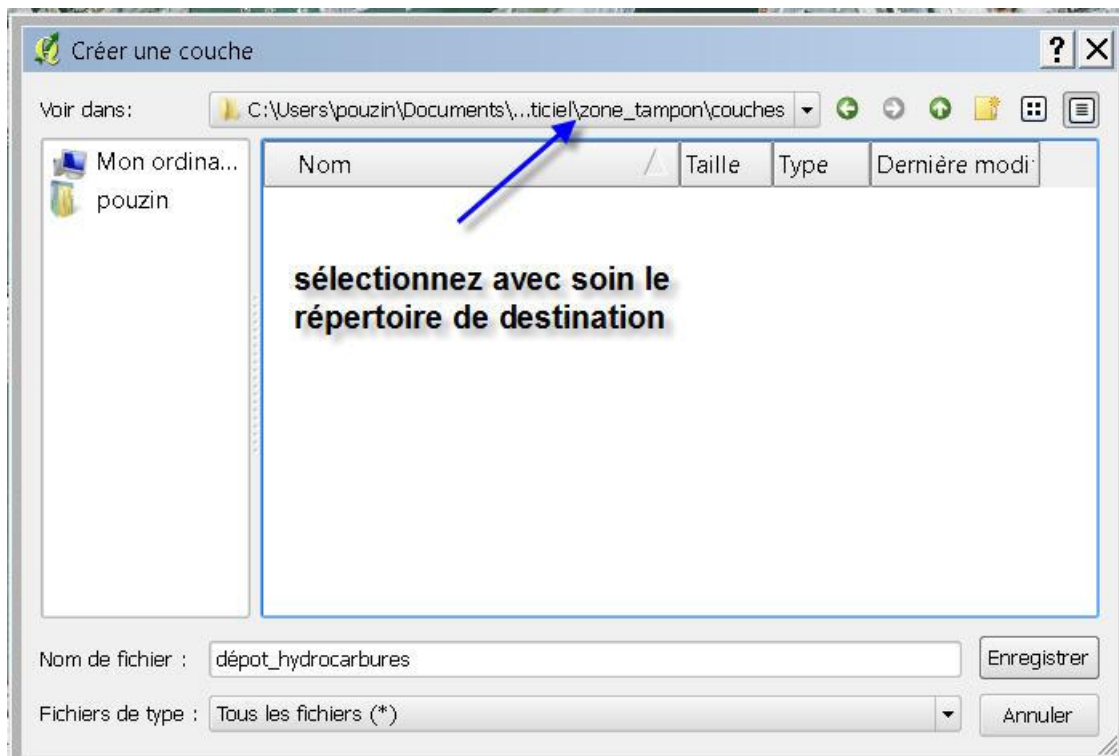 Créer une couche
Voir dans: C:\Users\pouzin\Documents\...ticiel\zone_tampon\couches
Mon ordina...
pouzin
Nom Taille Type Dernière modi
sélectionnez avec soin le
répertoire de destination
Nom de fichier : dépot_hydrocarbures Enregistrer
Fichiers de type : Tous les fichiers (*) Annuler